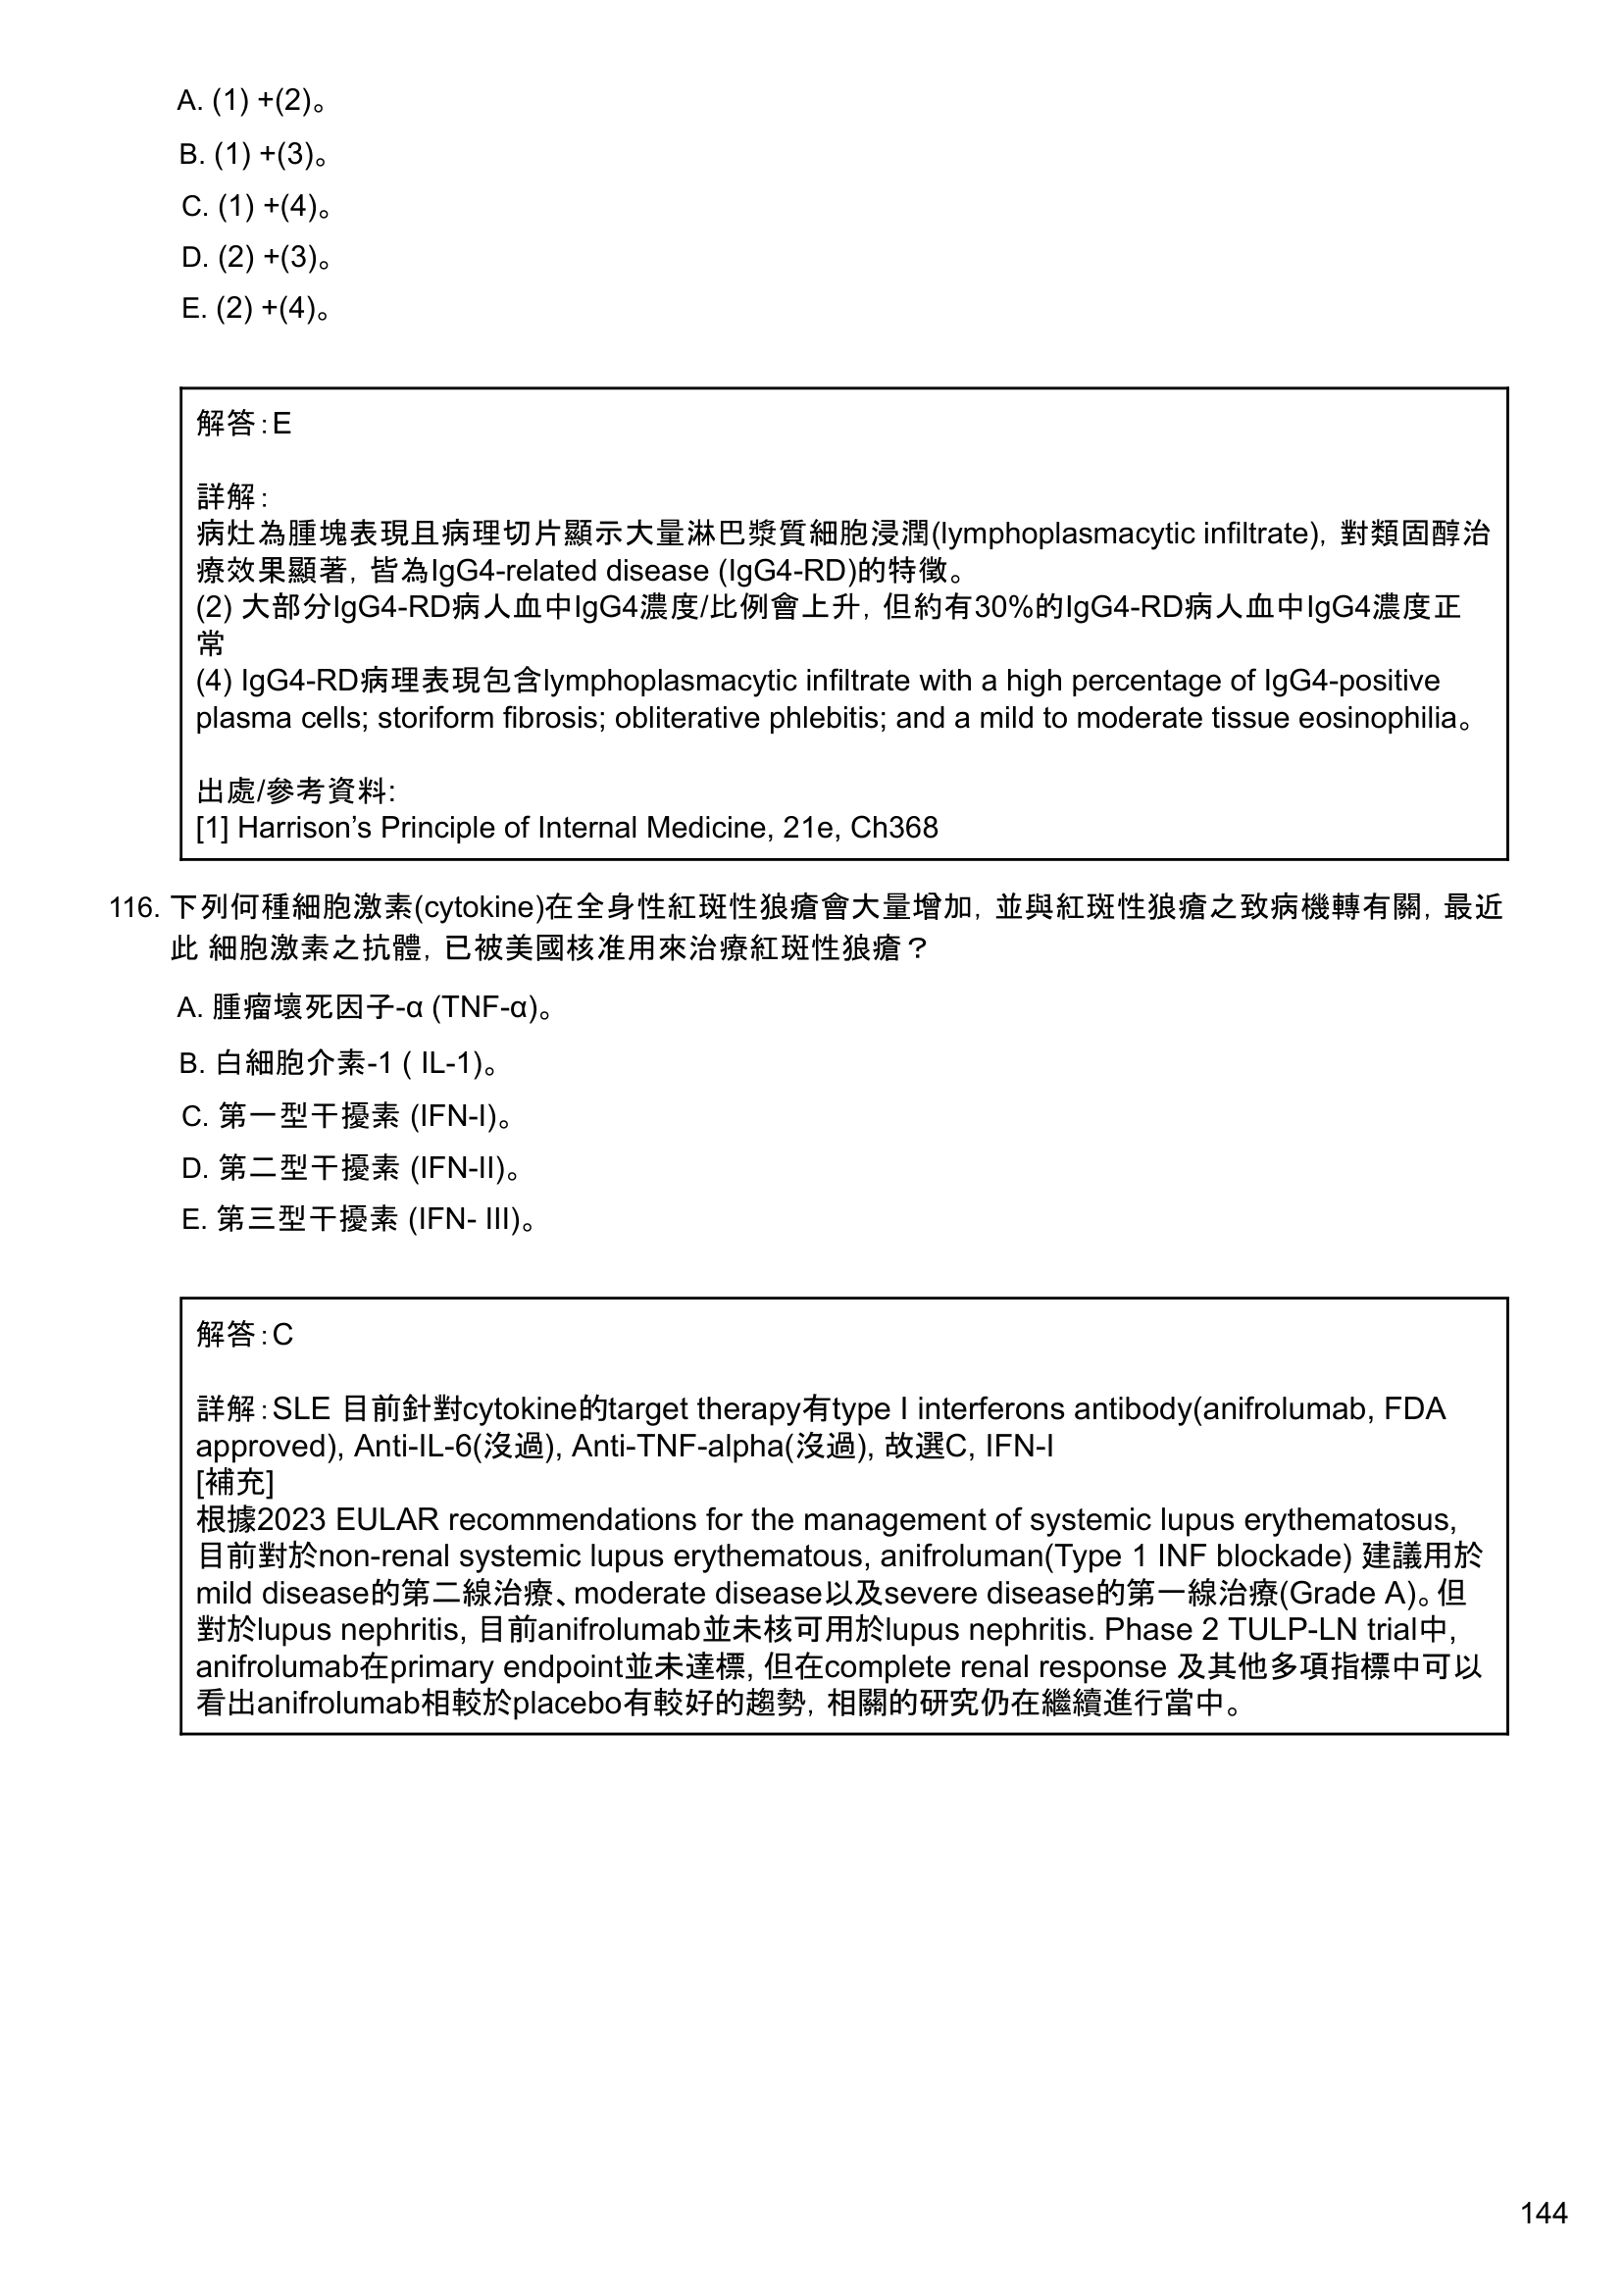 A. (1) +(2)。
B. (1) +(3)。
C. (1) +(4)。
D. (2) +(3)。
E. (2) +(4)。
解答：E
詳解：
病灶為腫塊表現且病理切片顯示大量淋巴漿質細胞浸潤(lymphoplasmacytic infiltrate)，對類固醇治
療效果顯著，皆為IgG4-related disease (IgG4-RD)的特徵。
(2) 大部分IgG4-RD病人血中IgG4濃度/比例會上升，但約有30%的IgG4-RD病人血中IgG4濃度正
常
(4) IgG4-RD病理表現包含lymphoplasmacytic infiltrate with a high percentage of IgG4-positive
plasma cells; storiform fibrosis; obliterative phlebitis; and a mild to moderate tissue eosinophilia。
出處/參考資料:
[1] Harrison’s Principle of Internal Medicine, 21e, Ch368
116. 下列何種細胞激素(cytokine)在全身性紅斑性狼瘡會大量增加，並與紅斑性狼瘡之致病機轉有關，最近
此 細胞激素之抗體，已被美國核准用來治療紅斑性狼瘡？
A. 腫瘤壞死因子-α (TNF-α)。
B. 白細胞介素-1 ( IL-1)。
C. 第一型干擾素 (IFN-I)。
D. 第二型干擾素 (IFN-II)。
E. 第三型干擾素 (IFN- III)。
解答：C
詳解：SLE 目前針對cytokine的target therapy有type I interferons antibody(anifrolumab, FDA
approved), Anti-IL-6(沒過), Anti-TNF-alpha(沒過), 故選C, IFN-I
[補充]
根據2023 EULAR recommendations for the management of systemic lupus erythematosus,
目前對於non-renal systemic lupus erythematous, anifroluman(Type 1 INF blockade) 建議用於
mild disease的第二線治療、moderate disease以及severe disease的第一線治療(Grade A)。但
對於lupus nephritis, 目前anifrolumab並未核可用於lupus nephritis. Phase 2 TULP-LN trial中,
anifrolumab在primary endpoint並未達標, 但在complete renal response 及其他多項指標中可以
看出anifrolumab相較於placebo有較好的趨勢，相關的研究仍在繼續進行當中。
144